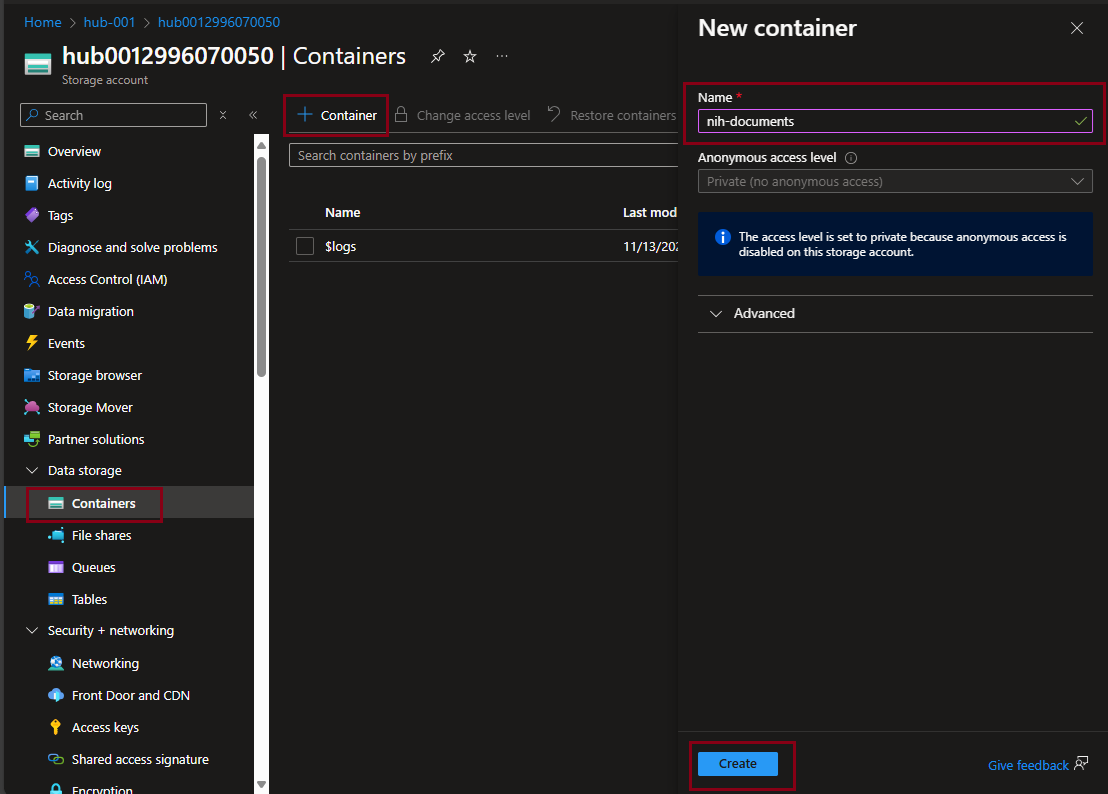 Home > hub-001 > hub0012996070050
hub0012996070050 | Containers
Storage account
Search
Overview
Activity log
Tags
Diagnose and solve problems
Access Control (IAM)
Data migration
Events
Storage browser
Storage Mover
Partner solutions
Data storage
Containers
File shares
Queues
Tables
Security + networking
Networking
Front Door and CDN
Access keys
Shared access signature
Encryption
+ Container
Change access level
Restore containers
Search containers by prefix
Name
Last mod
$logs
11/13/202
New container
Name *
nih-documents
Anonymous access level
Private (no anonymous access)
The access level is set to private because anonymous access is
disabled on this storage account.
Advanced
Create
Give feedback